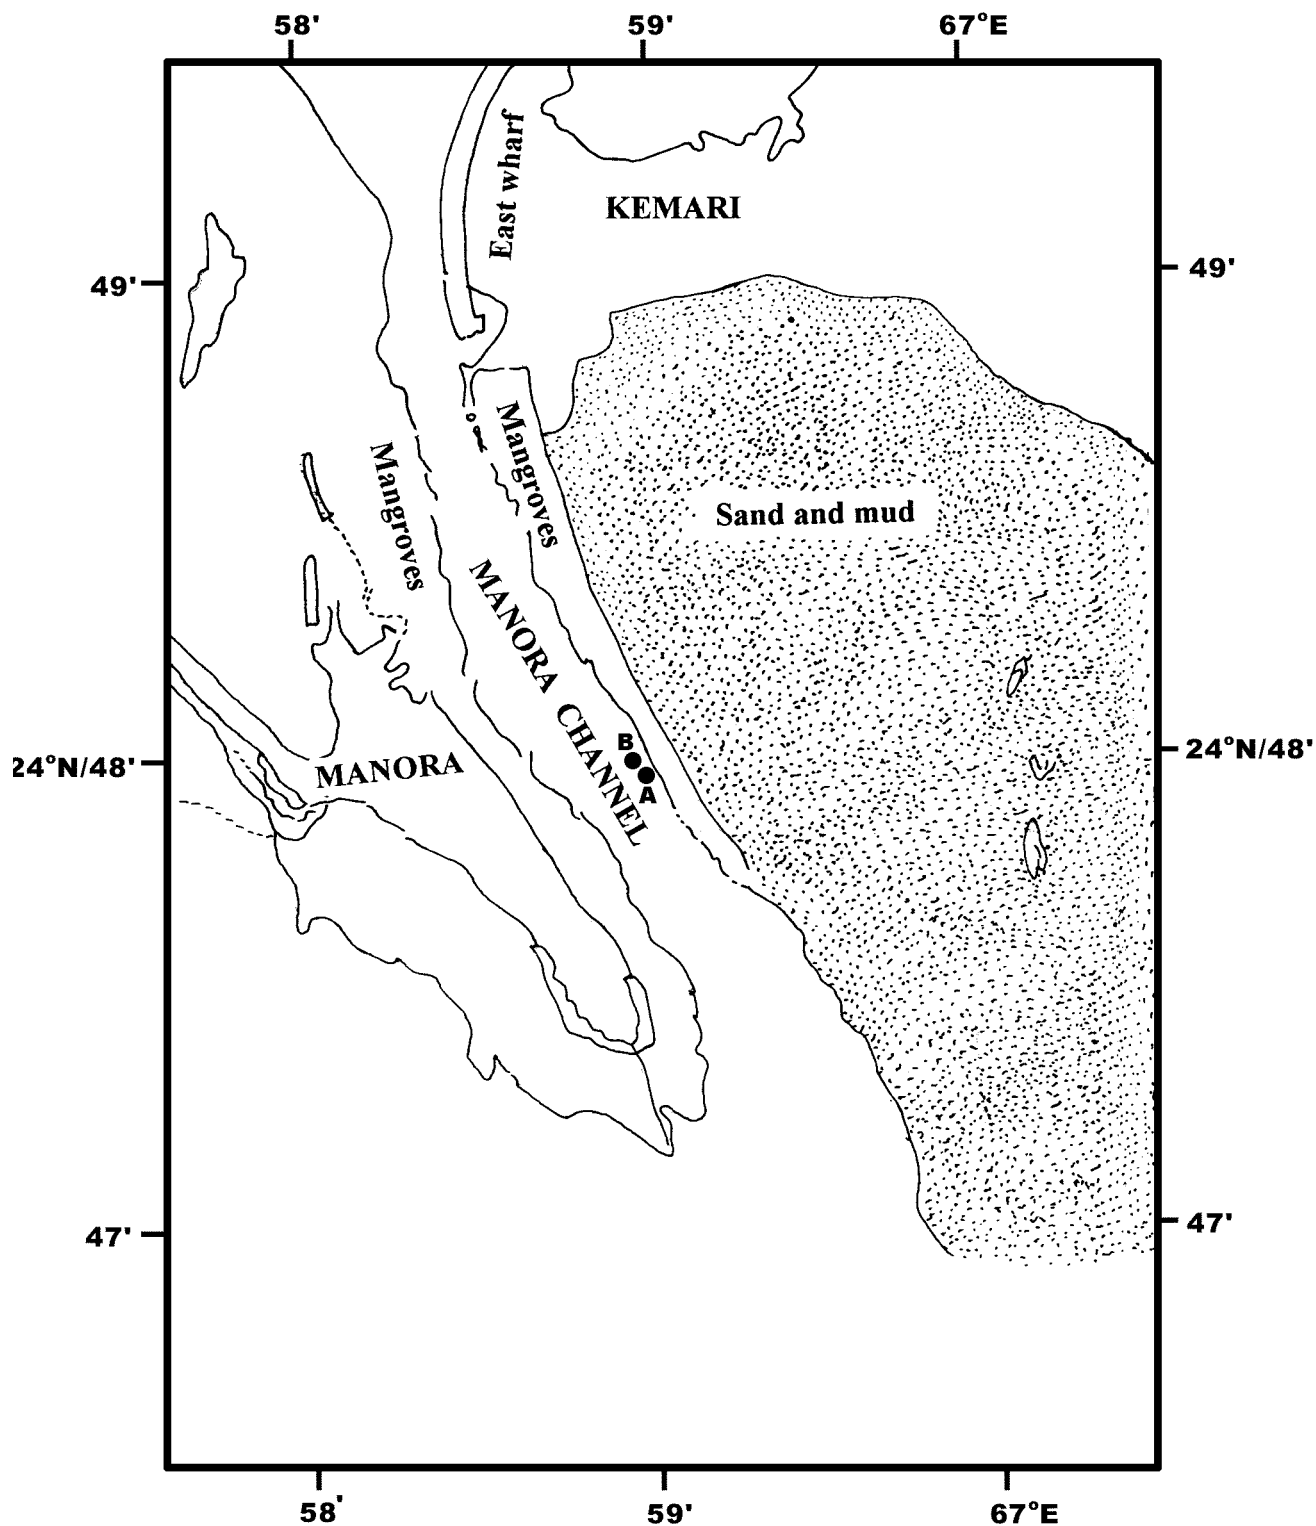 58' 59' 67°E
East wharf
KEMARI
49' 49'
Mangroves
Mangroves
Sand and mud
MANORA CHANNEL
B
24°N/48' 24°N/48'
MANORA
A
47' 47'
58' 59' 67°E